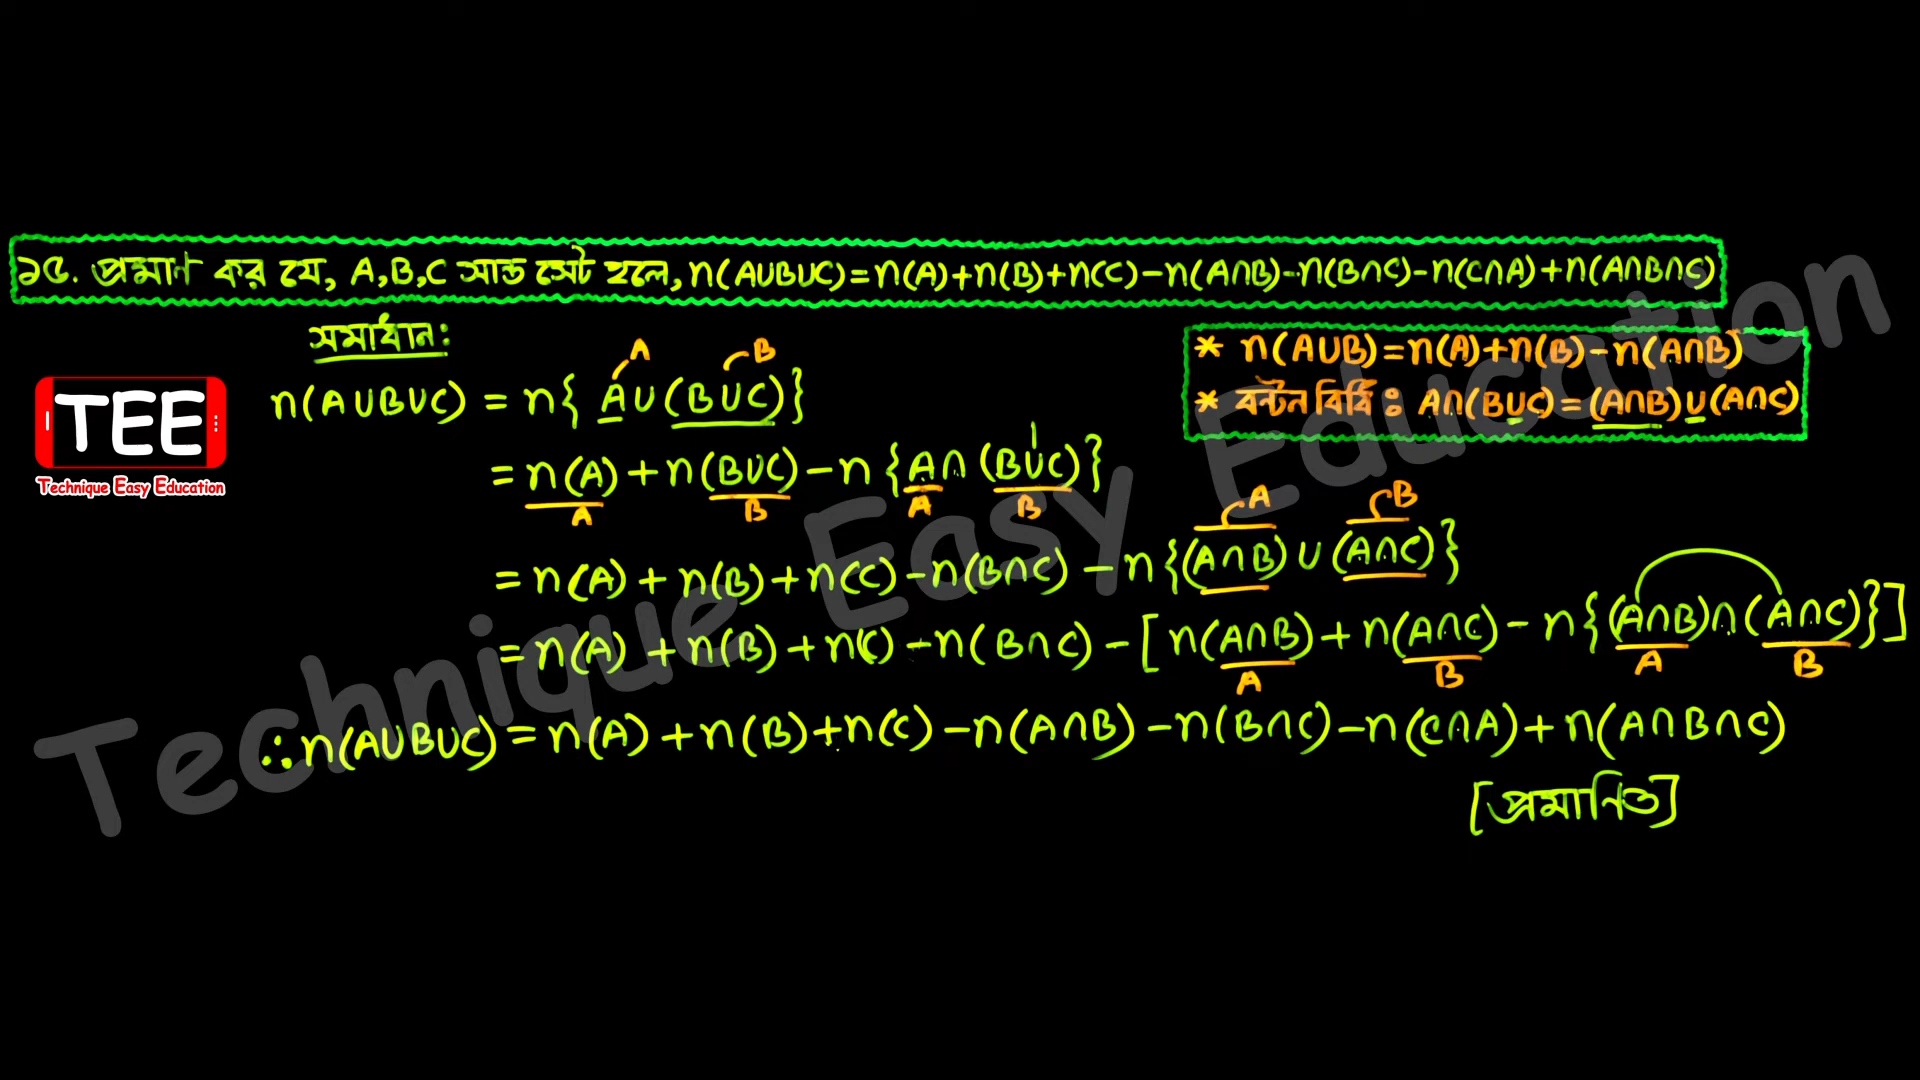 ১৫. প্রমাণ কর যে, A,B,C সান্ত সেট হলে, n(A∪B∪C)=n(A)+n(B)+n(C)−n(A∩B)−n(B∩C)−n(C∩A)+n(A∩B∩C)
সমাধান:
* n(A∪B)=n(A)+n(B)−n(A∩B)
* বন্টন বিধি: A∩(B∪C)=(A∩B)∪(A∩C)
A B
n(A∪B∪C) = n{A∪(B∪C)}
TEE
Technique Easy Education
= n(A)+n(B∪C)−n{A∩(B∪C)}
A B A B
A B
= n(A)+n(B)+n(C)−n(B∩C)−n{(A∩B)∪(A∩C)}
= n(A)+n(B)+n(C)−n(B∩C)−[n(A∩B)+n(A∩C)−n{(A∩B)∩(A∩C)}]
A B A B
∴n(A∪B∪C)=n(A)+n(B)+n(C)−n(A∩B)−n(B∩C)−n(C∩A)+n(A∩B∩C)
[প্রমানিত]
Technique Easy Education